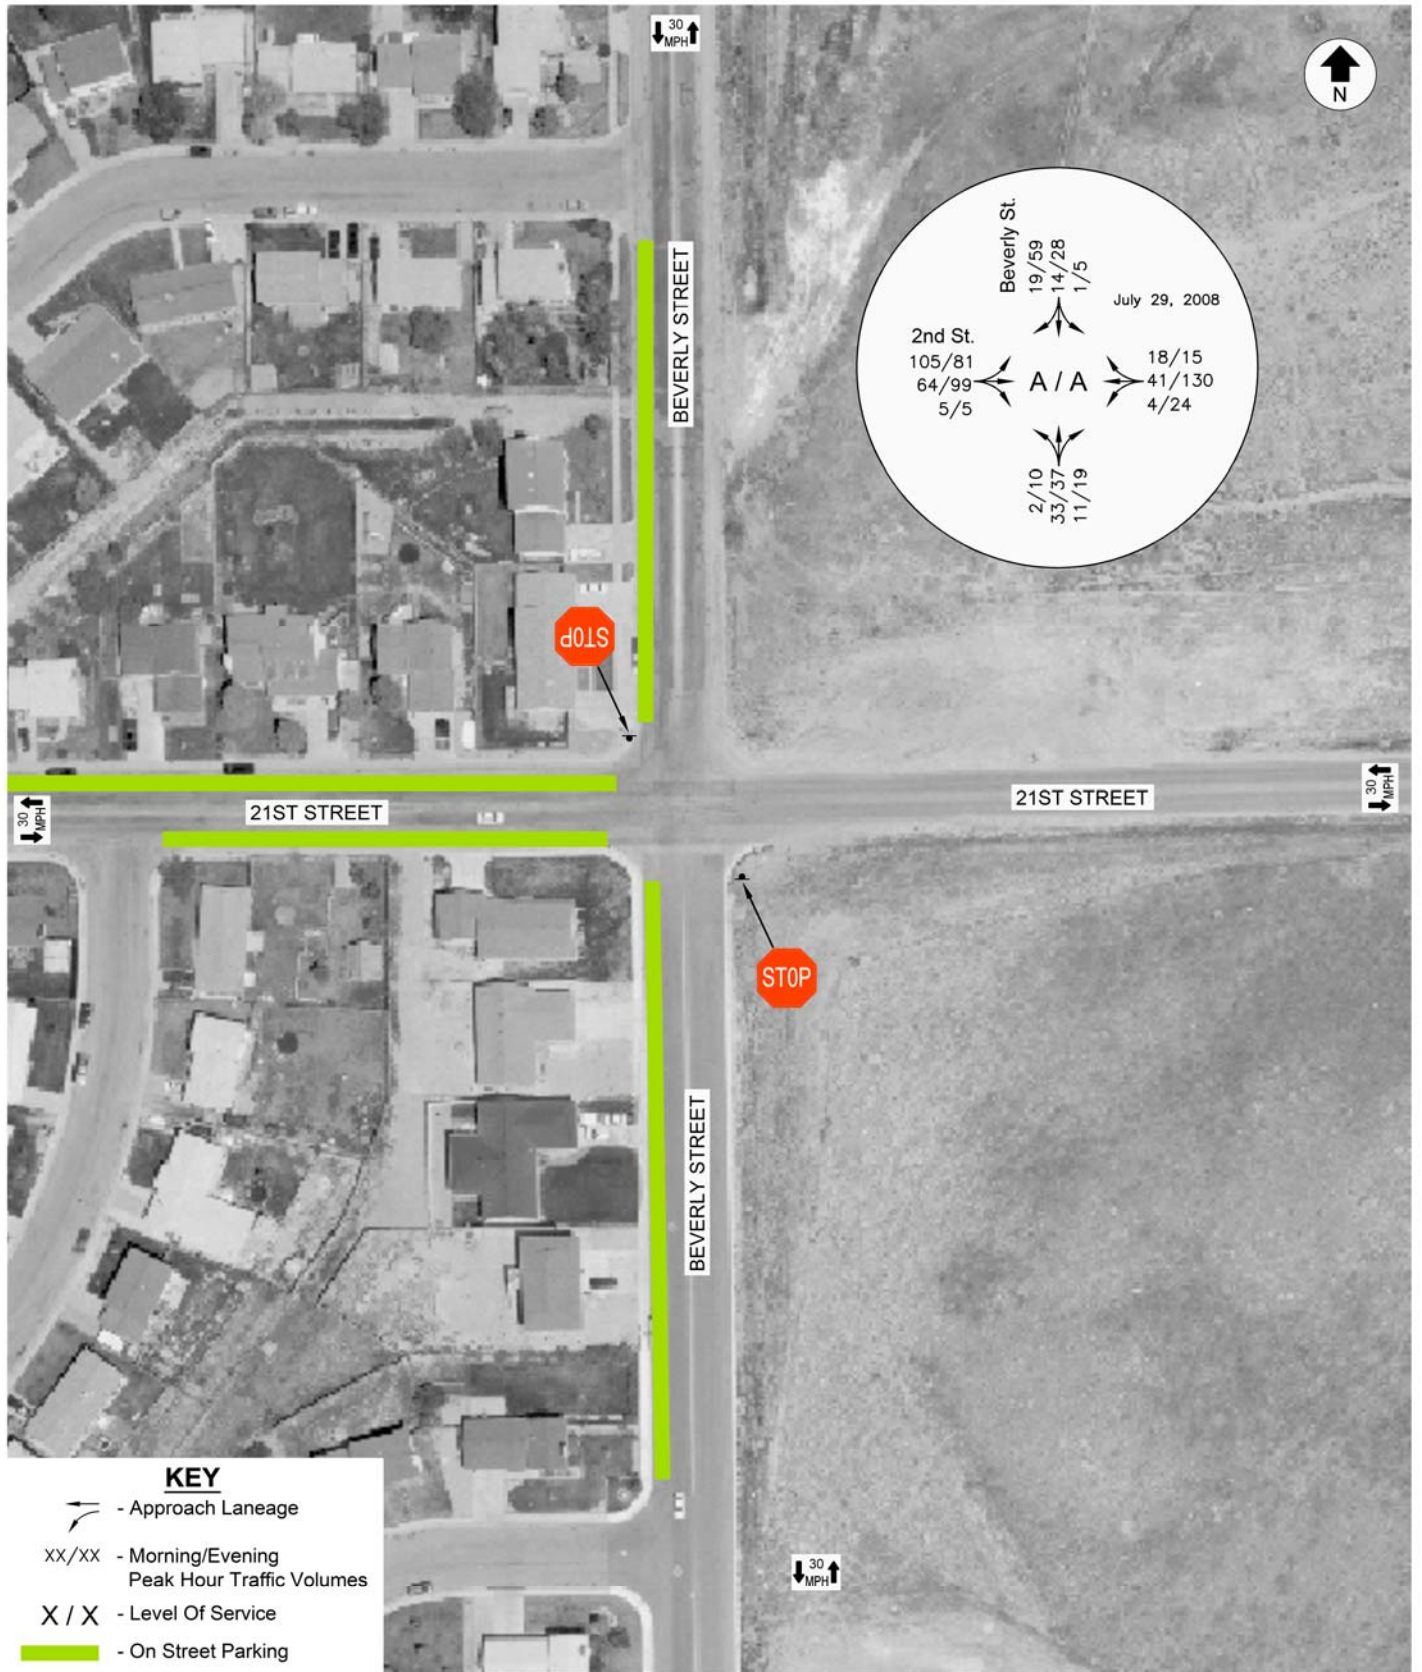 30
MPH
N
Beverly St.
19/59
14/28
1/5
July 29, 2008
2nd St.
105/81
64/99
5/5
A / A
18/15
41/130
4/24
2/10
33/37
11/19
BEVERLY STREET
STOP
30
MPH
21ST STREET
21ST STREET
30
MPH
STOP
BEVERLY STREET
30
MPH
KEY
- Approach Laneage
XX/XX - Morning/Evening
Peak Hour Traffic Volumes
X / X - Level Of Service
- On Street Parking